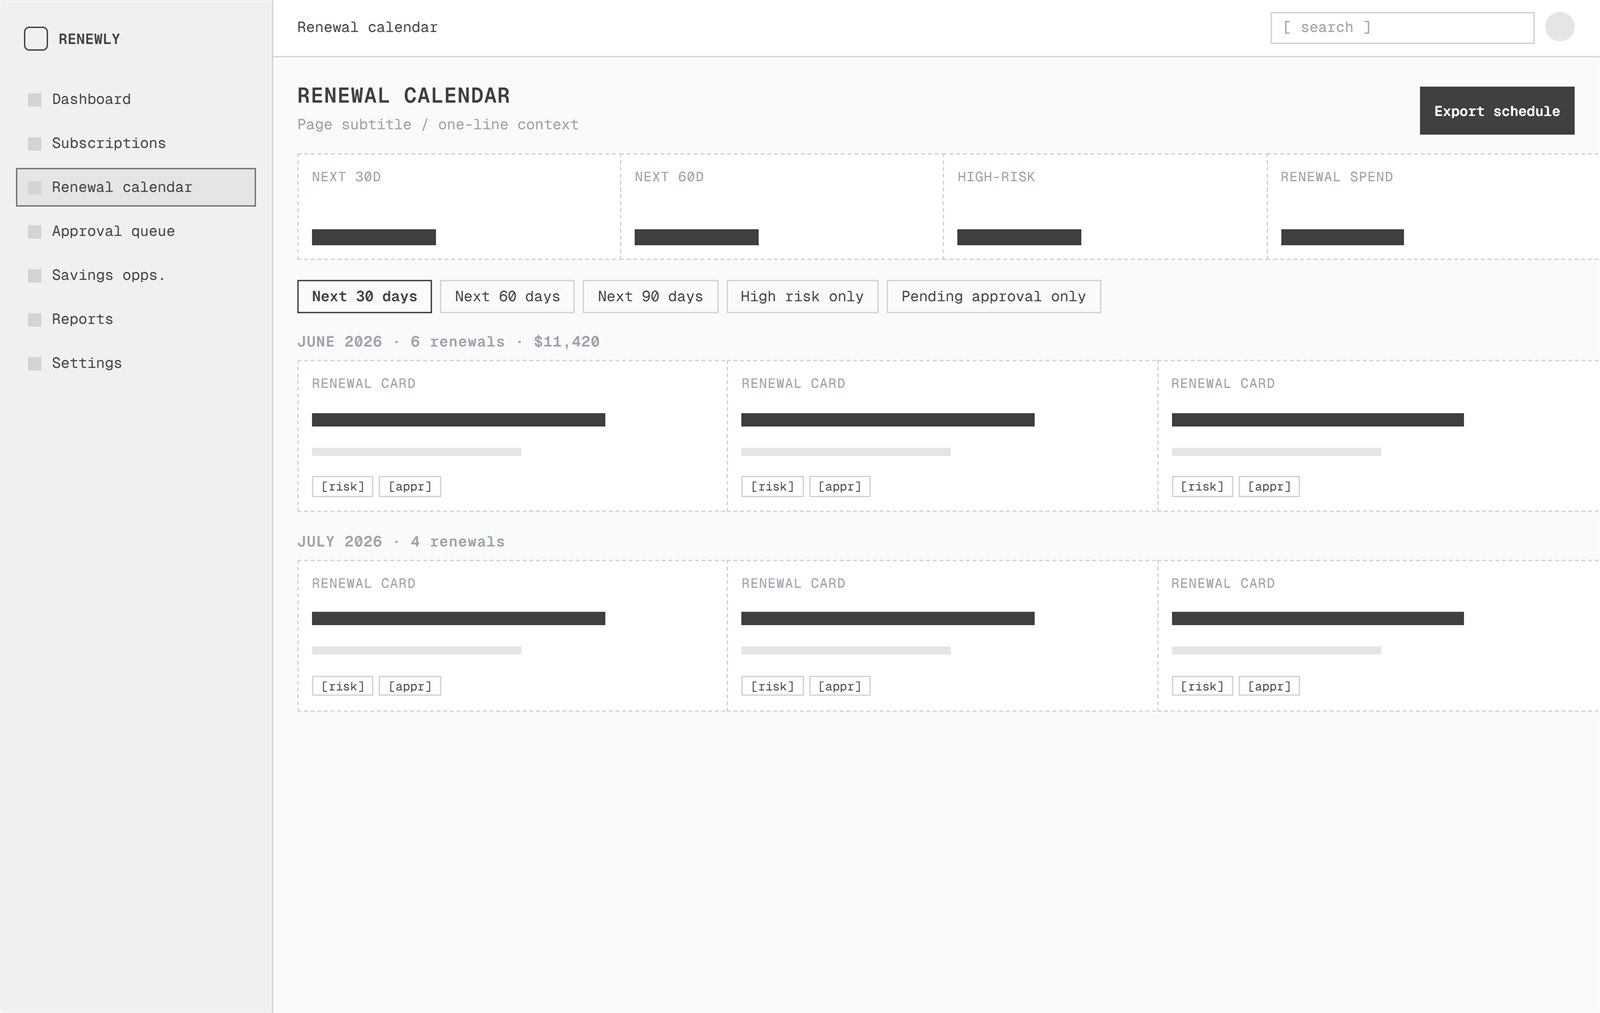 RENEWLY
Dashboard
Subscriptions
Renewal calendar
Approval queue
Savings opps.
Reports
Settings
Renewal calendar
[ search ]
RENEWAL CALENDAR
Page subtitle / one-line context
Export schedule
NEXT 30D
NEXT 60D
HIGH-RISK
RENEWAL SPEND
Next 30 days
Next 60 days
Next 90 days
High risk only
Pending approval only
JUNE 2026 · 6 renewals · $11,420
RENEWAL CARD
[risk] [appr]
RENEWAL CARD
[risk] [appr]
RENEWAL CARD
[risk] [appr]
JULY 2026 · 4 renewals
RENEWAL CARD
[risk] [appr]
RENEWAL CARD
[risk] [appr]
RENEWAL CARD
[risk] [appr]